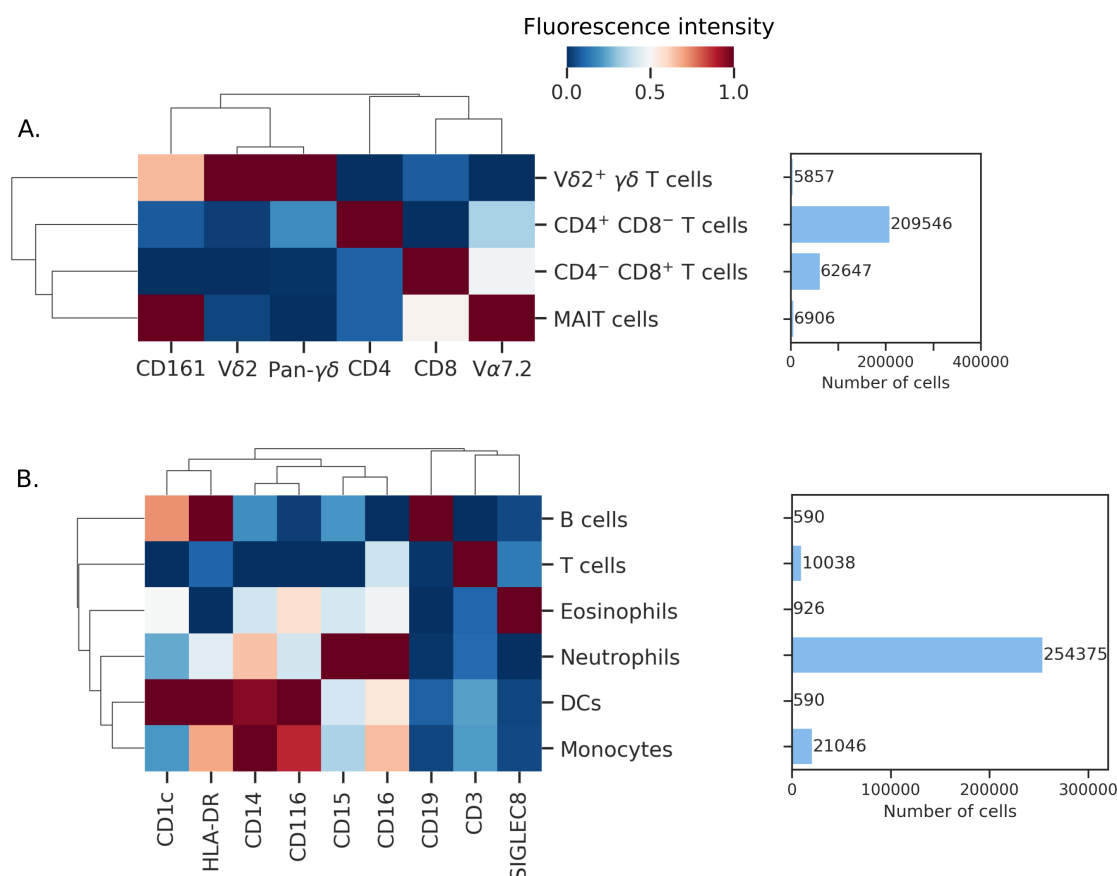 Fluorescence intensity
0.0 0.5 1.0
A.
Vδ2⁺ γδ T cells
CD4⁺ CD8⁻ T cells
CD4⁻ CD8⁺ T cells
MAIT cells
CD161 Vδ2 Pan-γδ CD4 CD8 Vα7.2
5857
209546
62647
6906
0 200000 400000
Number of cells
B.
B cells
T cells
Eosinophils
Neutrophils
DCs
Monocytes
CD1c
HLA-DR
CD14
CD116
CD15
CD16
CD19
CD3
SIGLEC8
590
10038
926
254375
590
21046
0 100000 200000 300000
Number of cells